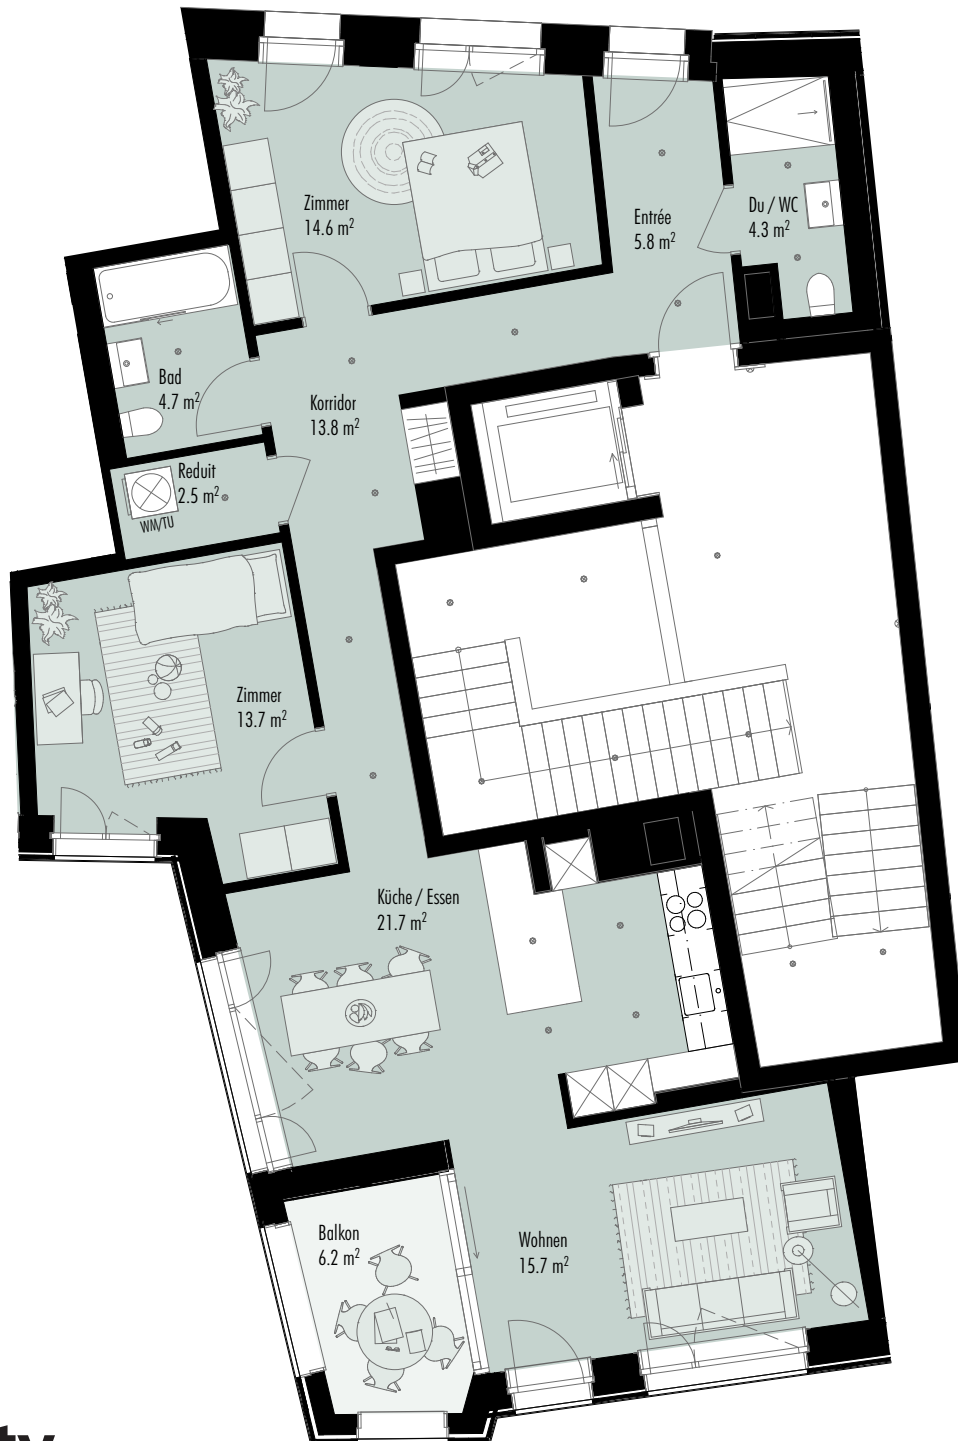 Zimmer
14.6 m²
Entrée
5.8 m²
Du / WC
4.3 m²
Bad
4.7 m²
Korridor
13.8 m²
Reduit
2.5 m²
WM/TU
Zimmer
13.7 m²
Küche / Essen
21.7 m²
Balkon
6.2 m²
Wohnen
15.7 m²